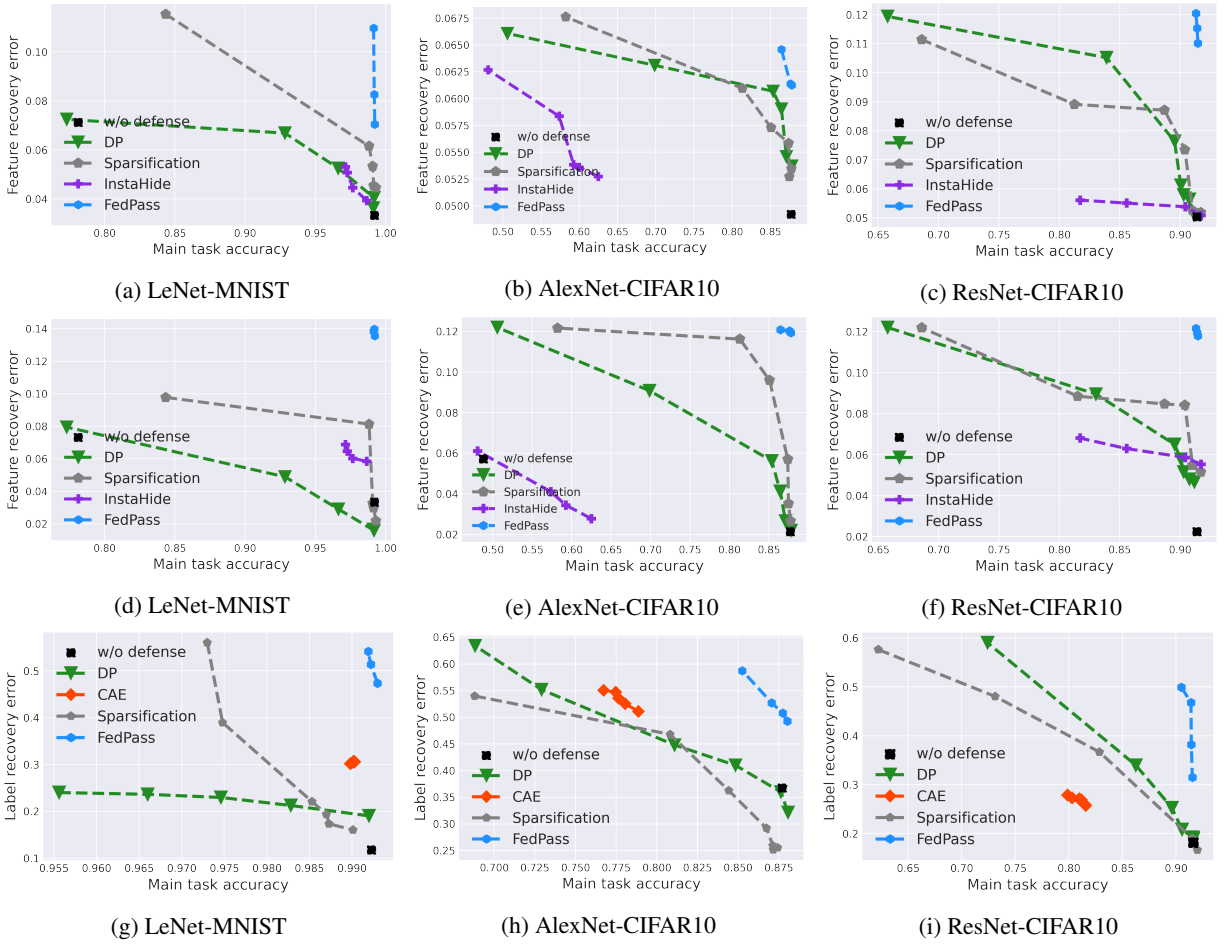 Feature recovery error
0.10
0.08
0.06
0.04
w/o defense
DP
Sparsification
InstaHide
FedPass
0.80
0.85
0.90
0.95
1.00
Main task accuracy
(a) LeNet-MNIST
Feature recovery error
0.0675
0.0650
0.0625
0.0600
0.0575
0.0550
0.0525
0.0500
w/o defense
DP
Sparsification
InstaHide
FedPass
0.50
0.55
0.60
0.65
0.70
0.75
0.80
0.85
Main task accuracy
(b) AlexNet-CIFAR10
Feature recovery error
0.12
0.11
0.10
0.09
0.08
0.07
0.06
0.05
w/o defense
DP
Sparsification
InstaHide
FedPass
0.65
0.70
0.75
0.80
0.85
0.90
Main task accuracy
(c) ResNet-CIFAR10
Feature recovery error
0.14
0.12
0.10
0.08
0.06
0.04
0.02
w/o defense
DP
Sparsification
InstaHide
FedPass
0.80
0.85
0.90
0.95
1.00
Main task accuracy
(d) LeNet-MNIST
Feature recovery error
0.12
0.10
0.08
0.06
0.04
0.02
w/o defense
DP
Sparsification
InstaHide
FedPass
0.50
0.55
0.60
0.65
0.70
0.75
0.80
0.85
Main task accuracy
(e) AlexNet-CIFAR10
Feature recovery error
0.12
0.10
0.08
0.06
0.04
0.02
w/o defense
DP
Sparsification
InstaHide
FedPass
0.65
0.70
0.75
0.80
0.85
0.90
Main task accuracy
(f) ResNet-CIFAR10
Label recovery error
0.5
0.4
0.3
0.2
0.1
w/o defense
DP
CAE
Sparsification
FedPass
0.955
0.960
0.965
0.970
0.975
0.980
0.985
0.990
Main task accuracy
(g) LeNet-MNIST
Label recovery error
0.65
0.60
0.55
0.50
0.45
0.40
0.35
0.30
0.25
w/o defense
DP
CAE
Sparsification
FedPass
0.700
0.725
0.750
0.775
0.800
0.825
0.850
0.875
Main task accuracy
(h) AlexNet-CIFAR10
Label recovery error
0.6
0.5
0.4
0.3
0.2
w/o defense
DP
CAE
Sparsification
FedPass
0.65
0.70
0.75
0.80
0.85
0.90
Main task accuracy
(i) ResNet-CIFAR10